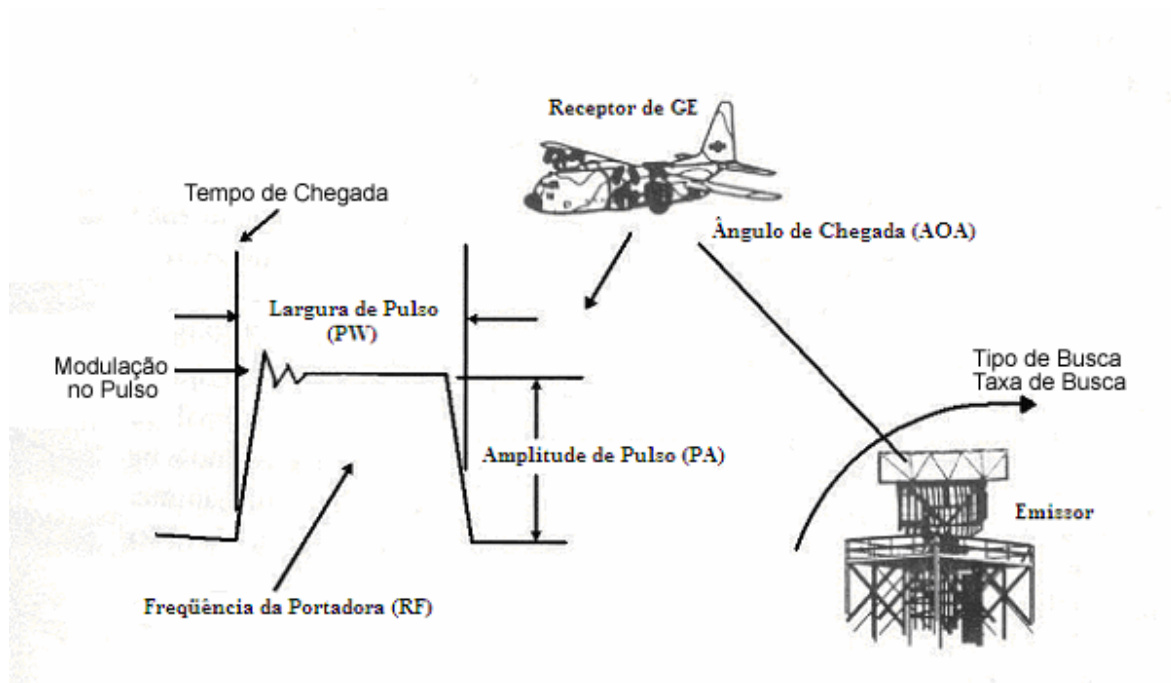 Receptor de GE
Tempo de Chegada
Ângulo de Chegada (AOA)
Largura de Pulso
(PW)
Modulação
no Pulso
Tipo de Busca
Taxa de Busca
Amplitude de Pulso (PA)
Emissor
Freqüência da Portadora (RF)